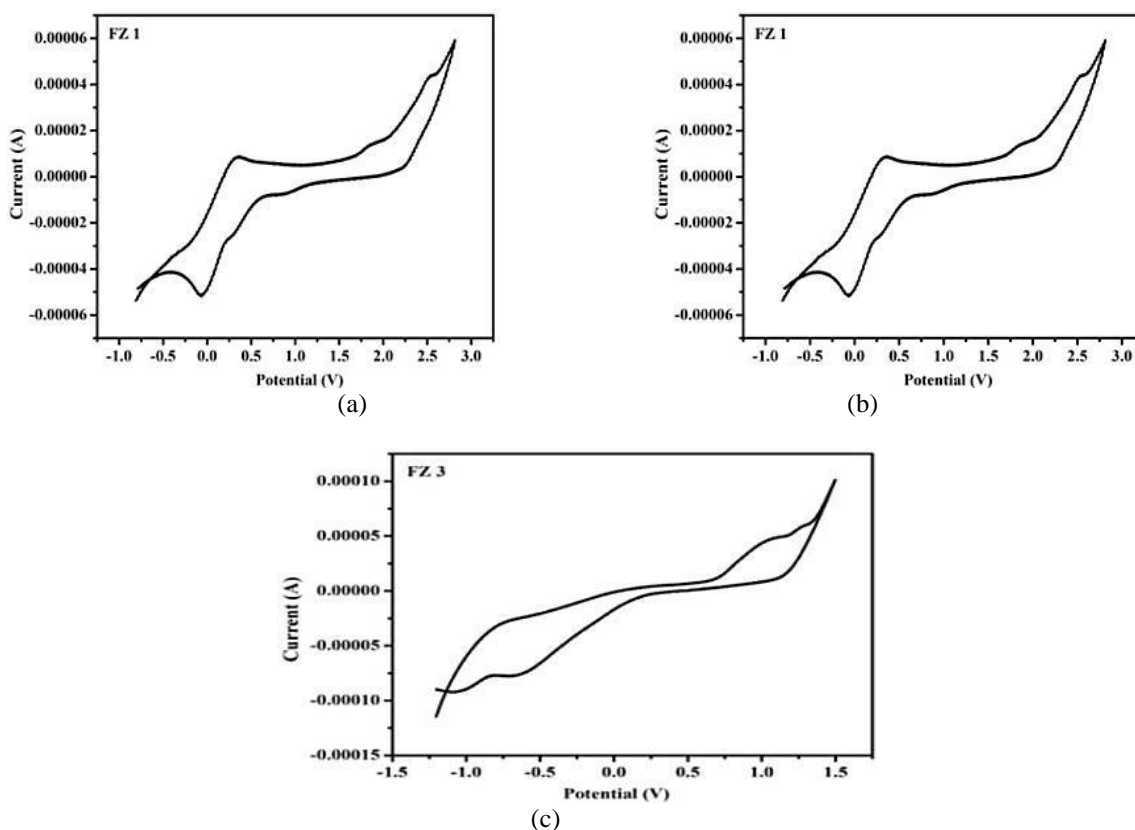 FZ 1
0.00006
0.00004
0.00002
0.00000
-0.00002
-0.00004
-0.00006
Current (A)
-1.0 -0.5 0.0 0.5 1.0 1.5 2.0 2.5 3.0
Potential (V)
(a)
FZ 1
0.00006
0.00004
0.00002
0.00000
-0.00002
-0.00004
-0.00006
Current (A)
-1.0 -0.5 0.0 0.5 1.0 1.5 2.0 2.5 3.0
Potential (V)
(b)
FZ 3
0.00010
0.00005
0.00000
-0.00005
-0.00010
-0.00015
Current (A)
-1.5 -1.0 -0.5 0.0 0.5 1.0 1.5
Potential (V)
(c)